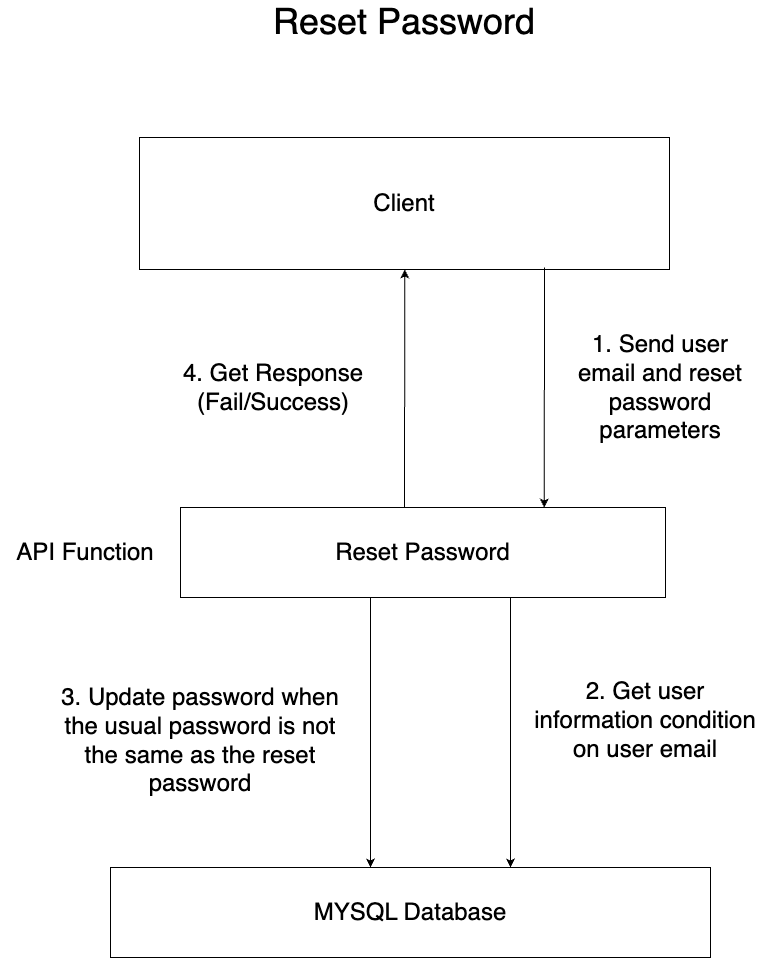 Reset Password
Client
4. Get Response
(Fail/Success)
1. Send user
email and reset
password
parameters
API Function
Reset Password
3. Update password when
the usual password is not
the same as the reset
password
2. Get user
information condition
on user email
MYSQL Database